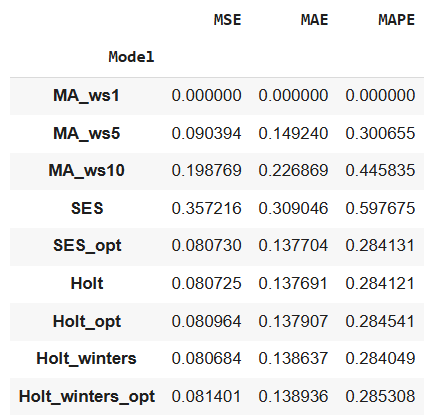 MSE MAE MAPE
Model
MA_ws1 0.000000 0.000000 0.000000
MA_ws5 0.090394 0.149240 0.300655
MA_ws10 0.198769 0.226869 0.445835
SES 0.357216 0.309046 0.597675
SES_opt 0.080730 0.137704 0.284131
Holt 0.080725 0.137691 0.284121
Holt_opt 0.080964 0.137907 0.284541
Holt_winters 0.080684 0.138637 0.284049
Holt_winters_opt 0.081401 0.138936 0.285308